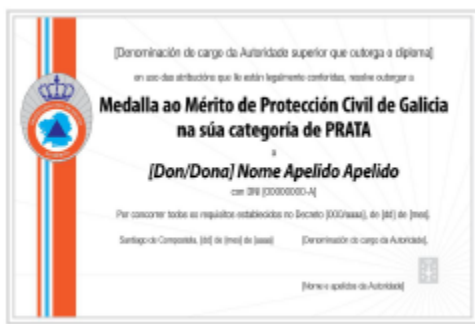 [Denominación do cargo da Autoridade superior que outorga o diploma]
en uso das atribucións que lle están legalmente conferidas, resolve outorgar a
Medalla ao Mérito de Protección Civil de Galicia
na súa categoría de PRATA
a
[Don/Dona] Nome Apelido Apelido
con DNI [00000000-A]
Por concorrer todos os requisitos establecidos no Decreto [000/aaaa], de [dd] de [mes].
Santiago de Compostela, [dd] de [mes] de [aaaa] [Denominación do cargo da Autoridade],
[Nome e apelidos da Autoridade]